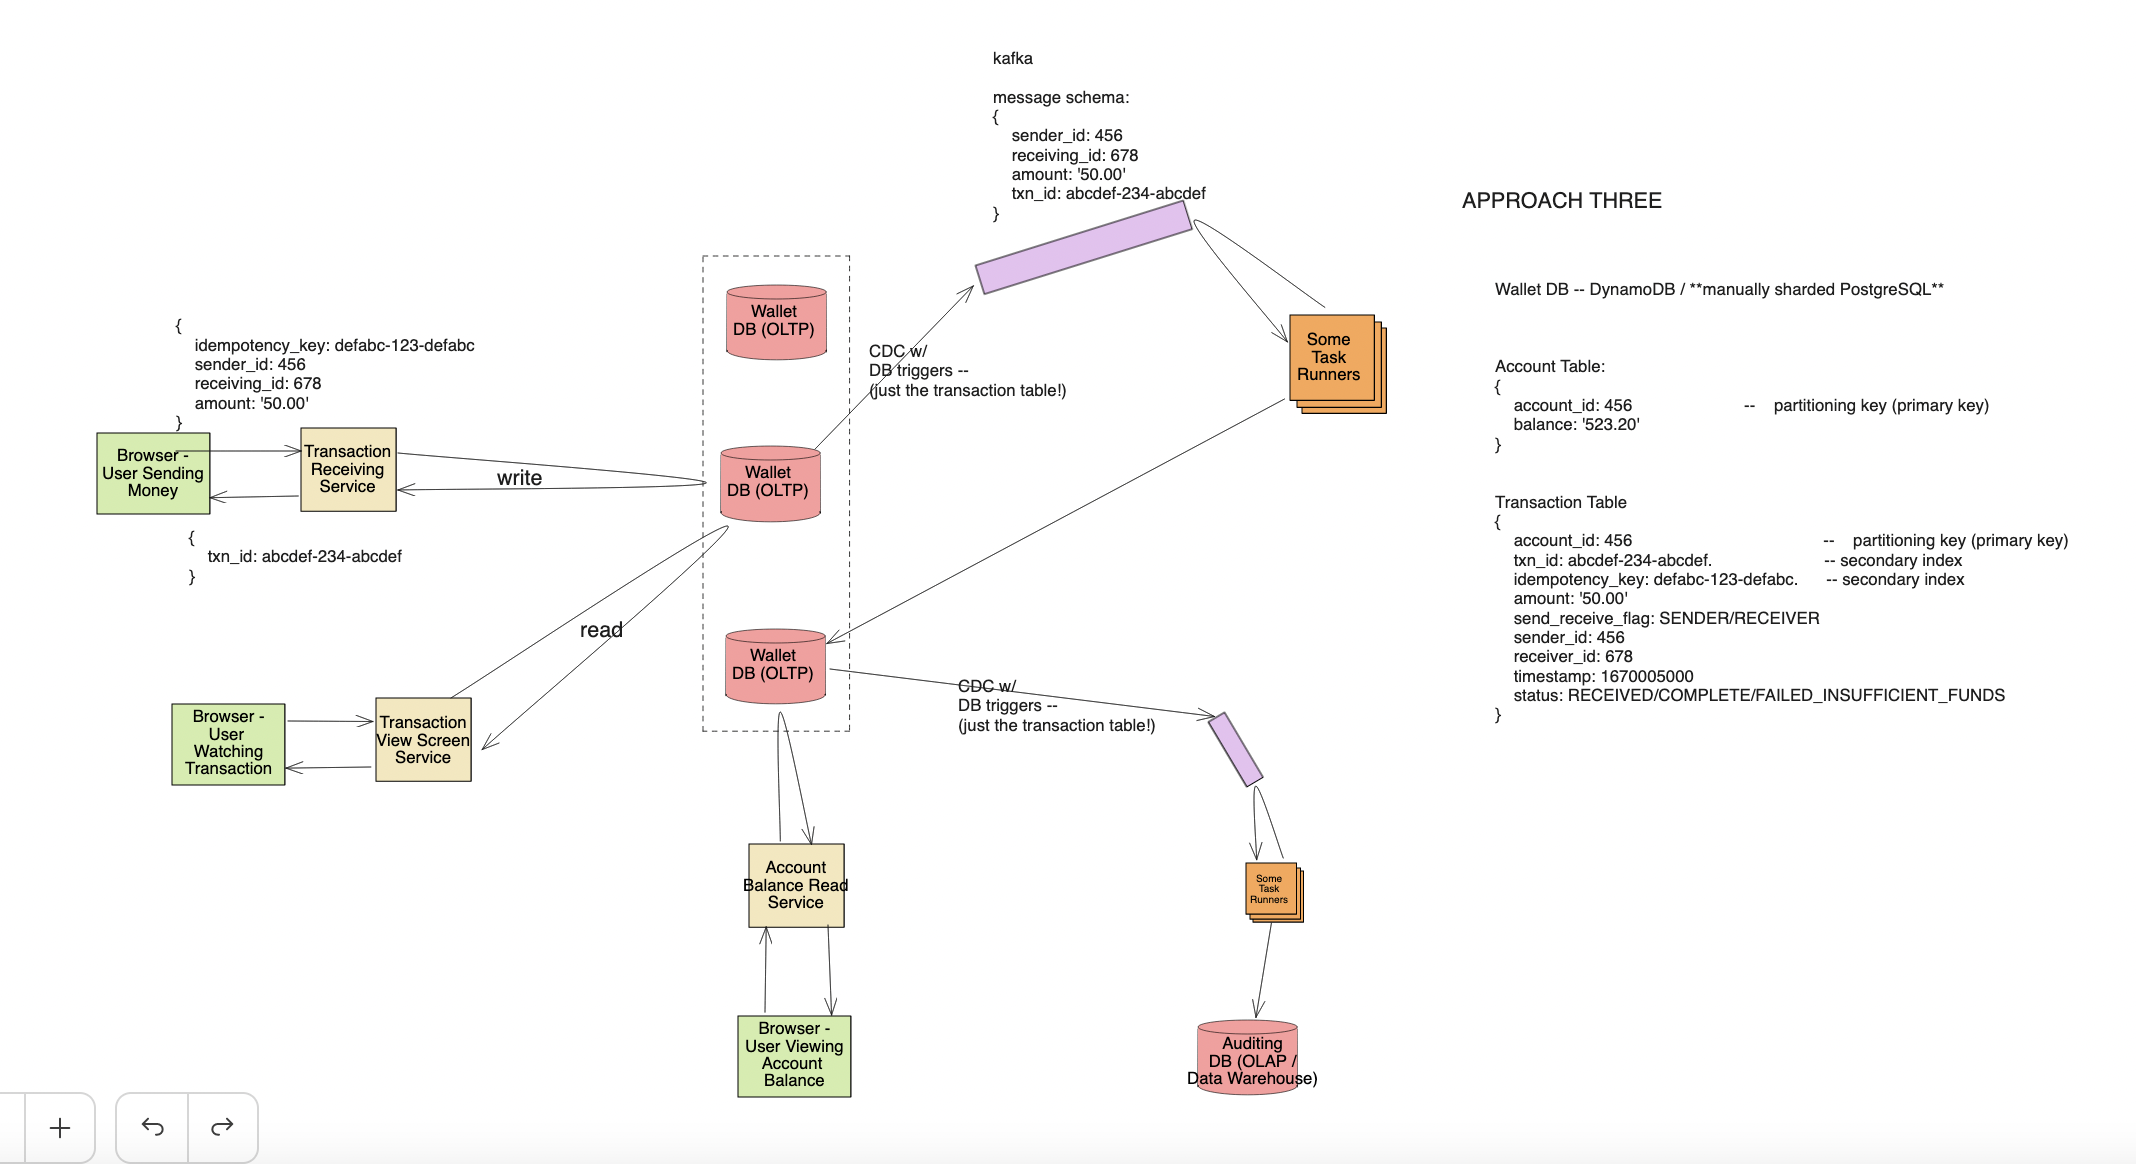 kafka
message schema:
{
sender_id: 456
receiving_id: 678
amount: '50.00'
txn_id: abcdef-234-abcdef
}
APPROACH THREE
Wallet DB -- DynamoDB / **manually sharded PostgreSQL**
Account Table:
{
account_id: 456 -- partitioning key (primary key)
balance: '523.20'
}
Transaction Table
{
account_id: 456 -- partitioning key (primary key)
txn_id: abcdef-234-abcdef. -- secondary index
idempotency_key: defabc-123-defabc. -- secondary index
amount: '50.00'
send_receive_flag: SENDER/RECEIVER
sender_id: 456
receiver_id: 678
timestamp: 1670005000
status: RECEIVED/COMPLETE/FAILED_INSUFFICIENT_FUNDS
}
{
idempotency_key: defabc-123-defabc
sender_id: 456
receiving_id: 678
amount: '50.00'
}
Browser -
User Sending
Money
Transaction
Receiving
Service
write
{
txn_id: abcdef-234-abcdef
}
Wallet
DB (OLTP)
Wallet
DB (OLTP)
Wallet
DB (OLTP)
CDC w/
DB triggers --
(just the transaction table!)
Some
Task
Runners
read
Browser -
User
Watching
Transaction
Transaction
View Screen
Service
CDC w/
DB triggers --
(just the transaction table!)
Account
Balance Read
Service
Browser -
User Viewing
Account
Balance
Some
Task
Runners
Auditing
DB (OLAP /
Data Warehouse)